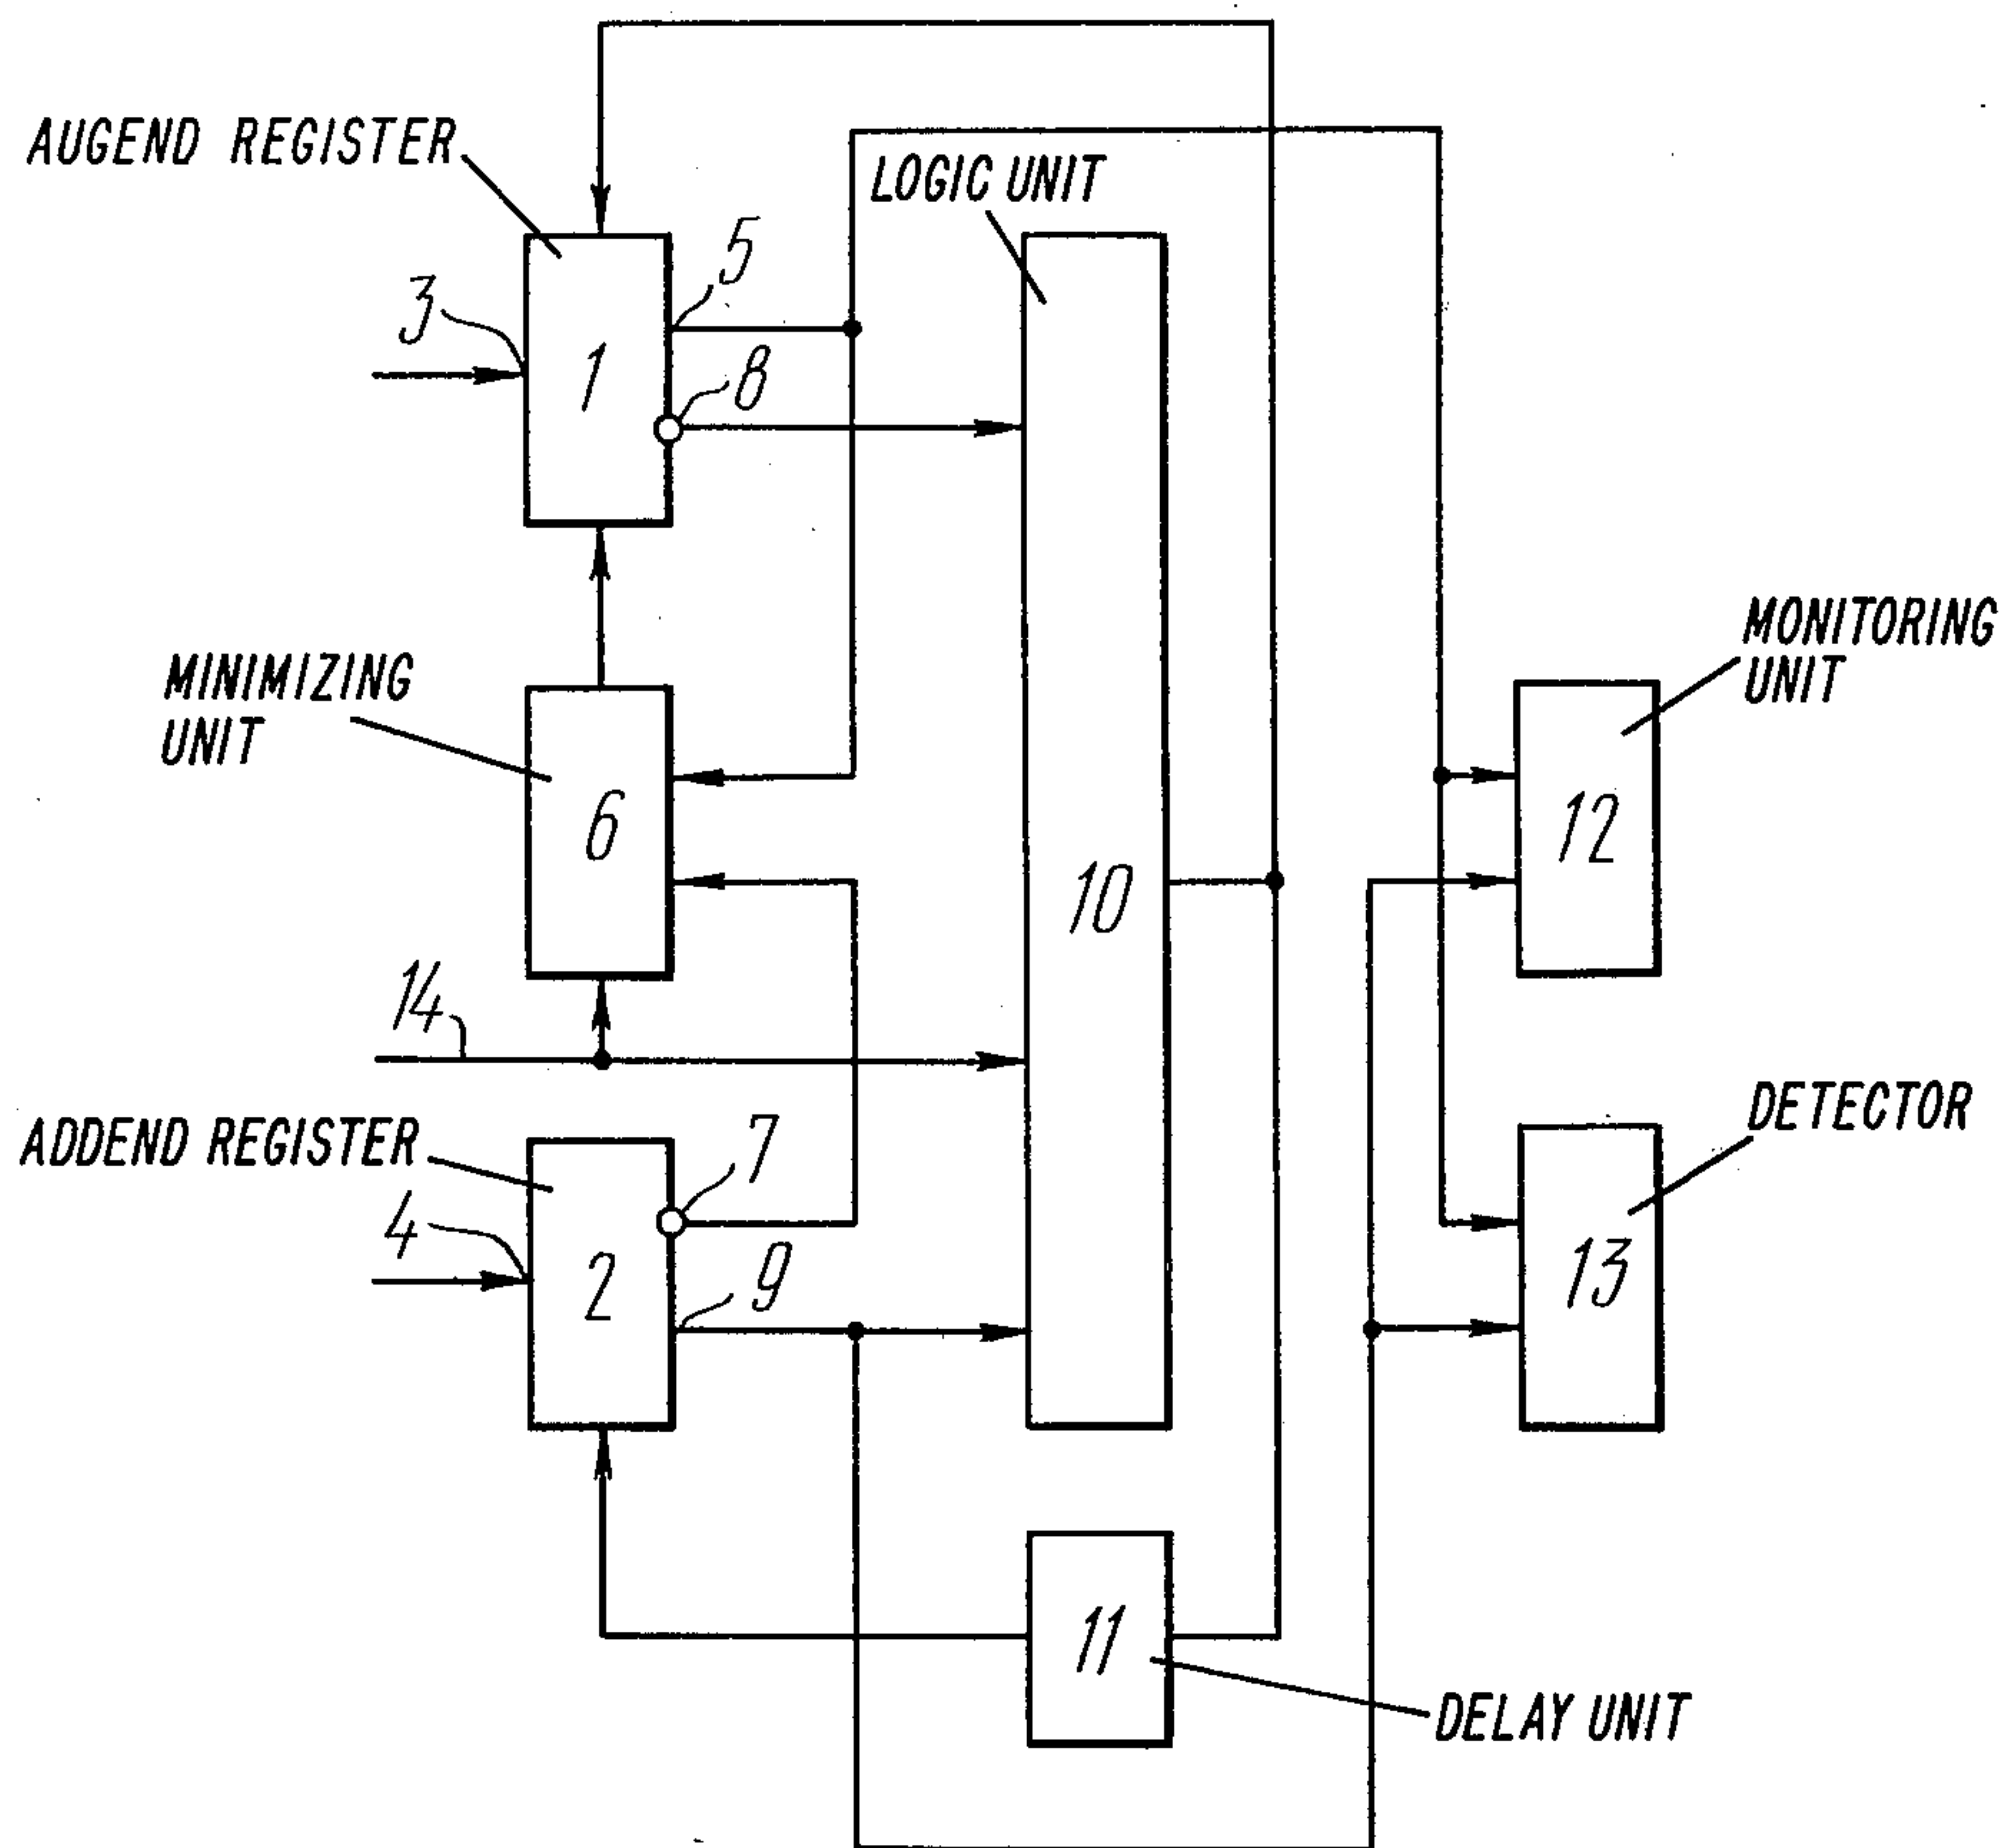 AUGEND REGISTER
LOGIC UNIT
5
3
1
8
MONITORING
UNIT
MINIMIZING
UNIT
6
12
10
14
DETECTOR
ADDEND REGISTER
7
4
9
2
13
11
DELAY UNIT